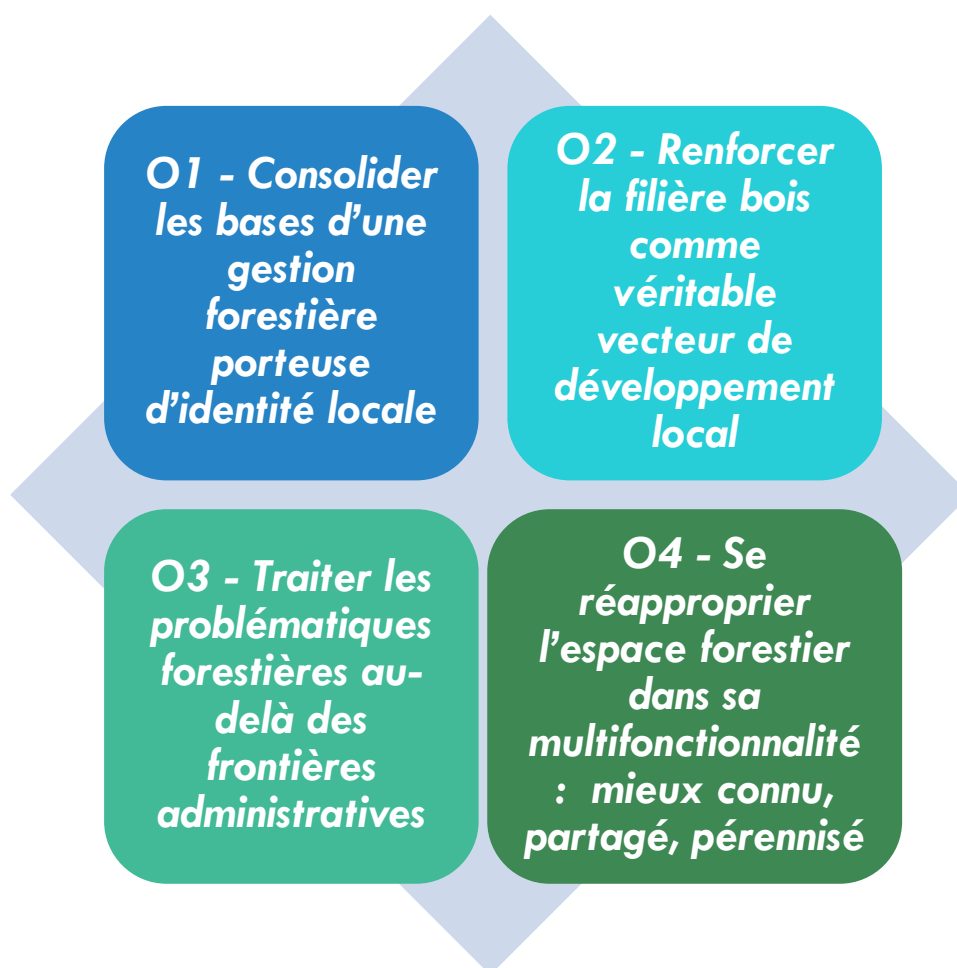 O1 - Consolider
les bases d’une
gestion
forestière
porteuse
d’identité locale
O2 - Renforcer
la filière bois
comme
véritable
vecteur de
développement
local
O3 - Traiter les
problématiques
forestières au-
delà des
frontières
administratives
O4 - Se
réapproprier
l’espace forestier
dans sa
multifonctionnalité
: mieux connu,
partagé, pérennisé